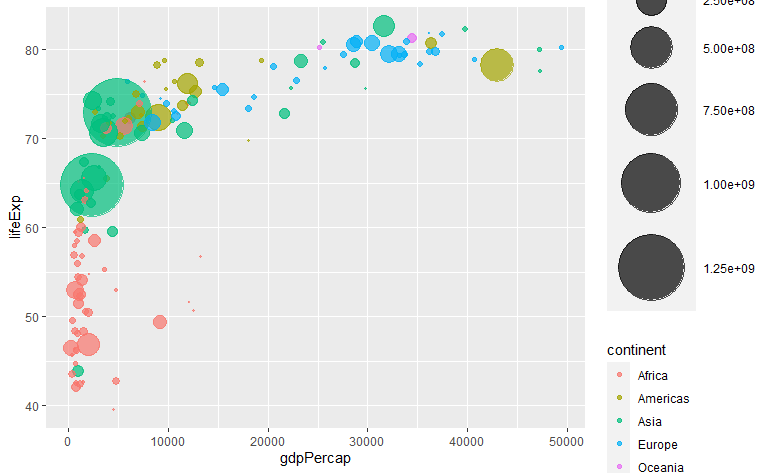 lifeExp
80
70
60
50
40
0
10000
20000
30000
40000
50000
gdpPercap
2.50e+08
5.00e+08
7.50e+08
1.00e+09
1.25e+09
continent
Africa
Americas
Asia
Europe
Oceania